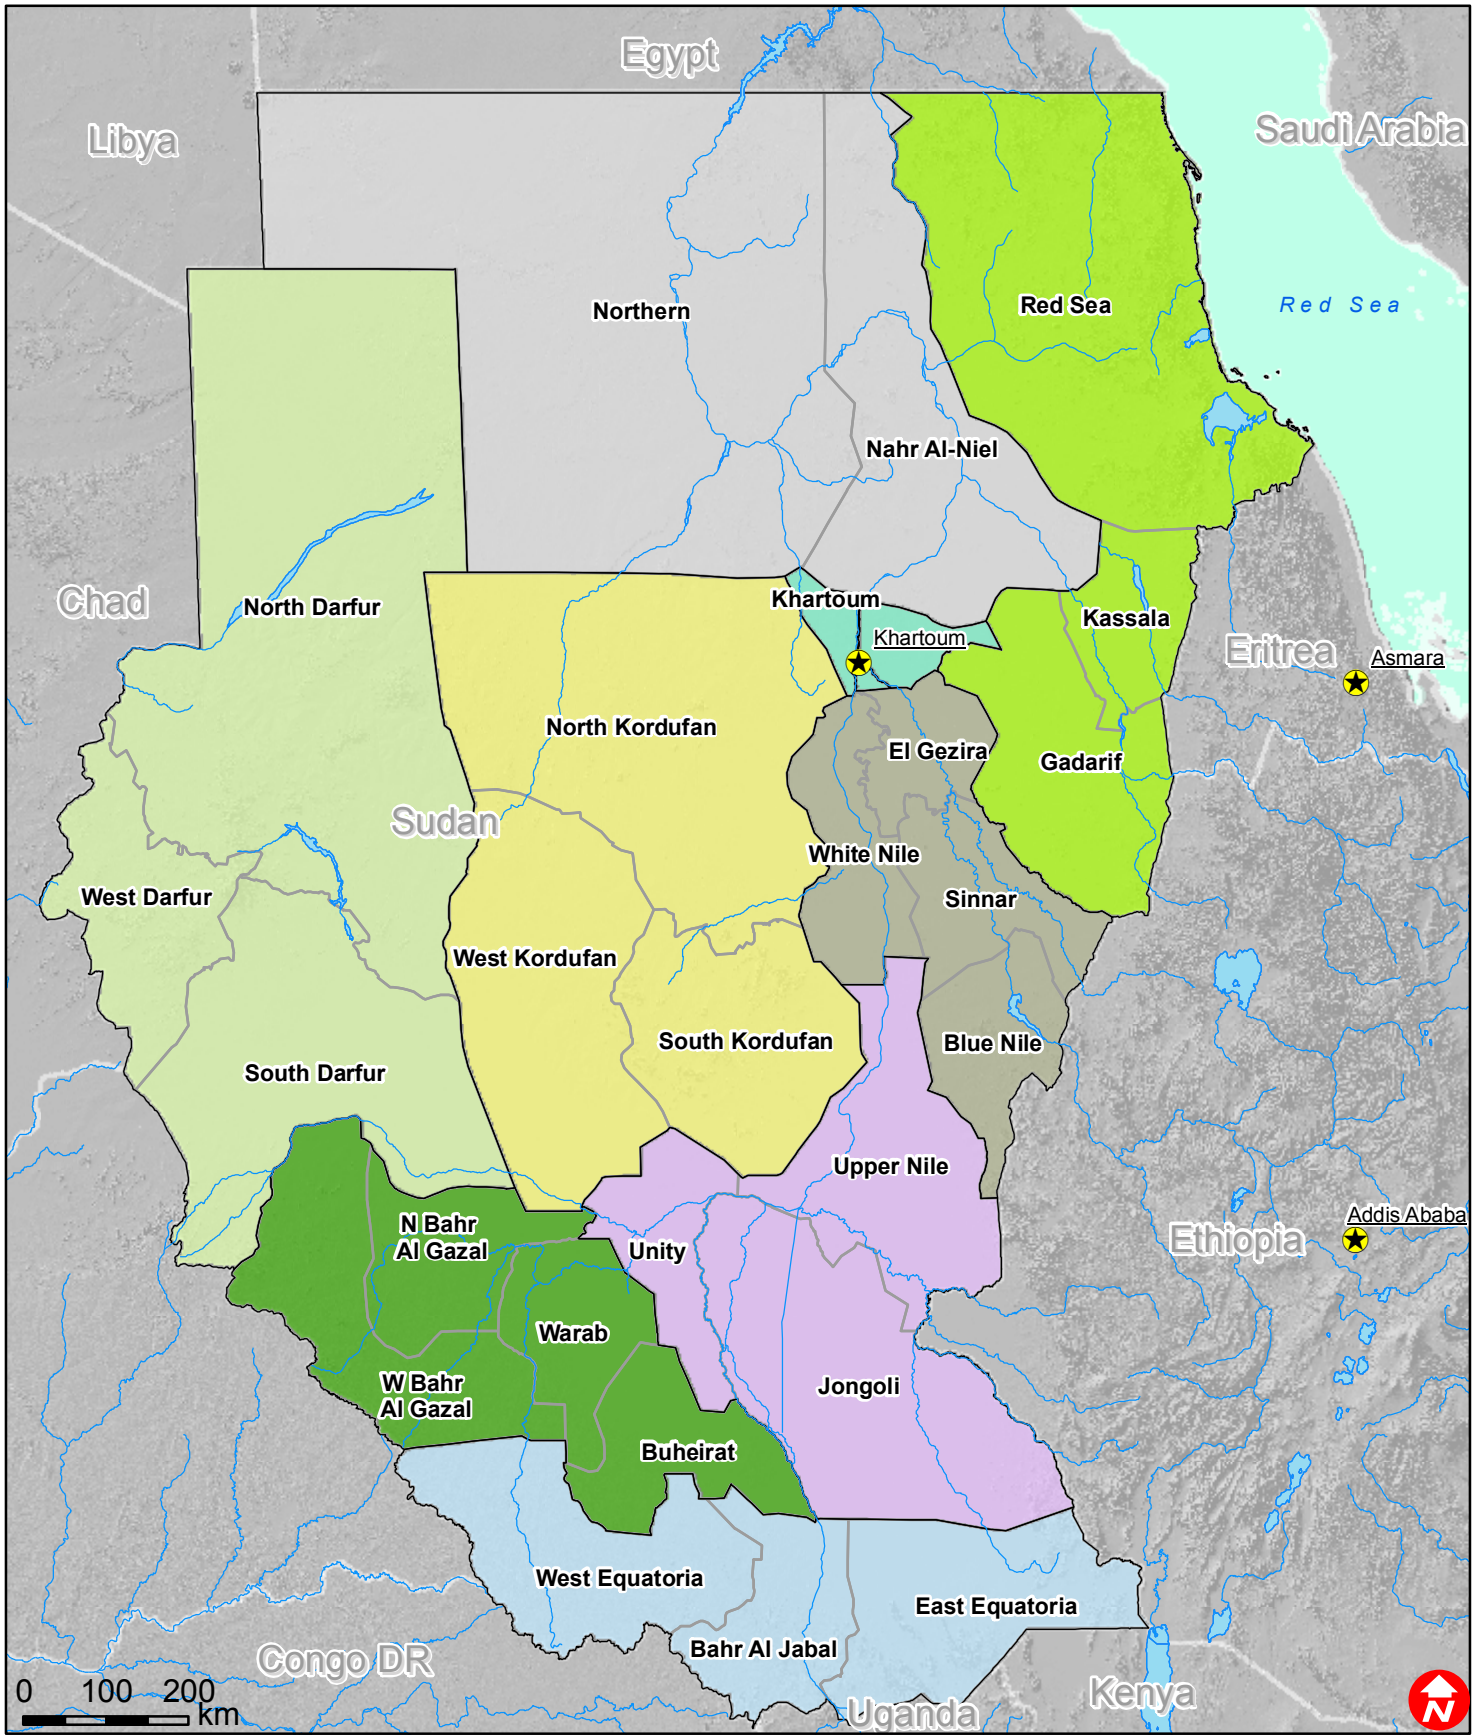 Egypt
Libya
Saudi Arabia
Red Sea
Northern
Red Sea
Nahr Al-Niel
Chad
North Darfur
Khartoum
Kassala
Khartoum
Eritrea
Asmara
North Kordufan
El Gezira
Gadarif
Sudan
White Nile
West Darfur
Sinnar
West Kordufan
South Kordufan
Blue Nile
South Darfur
Upper Nile
N Bahr
Al Gazal
Unity
Addis Ababa
Ethiopia
Warab
W Bahr
Al Gazal
Jongoli
Buheirat
West Equatoria
East Equatoria
Bahr Al Jabal
Congo DR
Kenya
Uganda
0 100 200
km
N